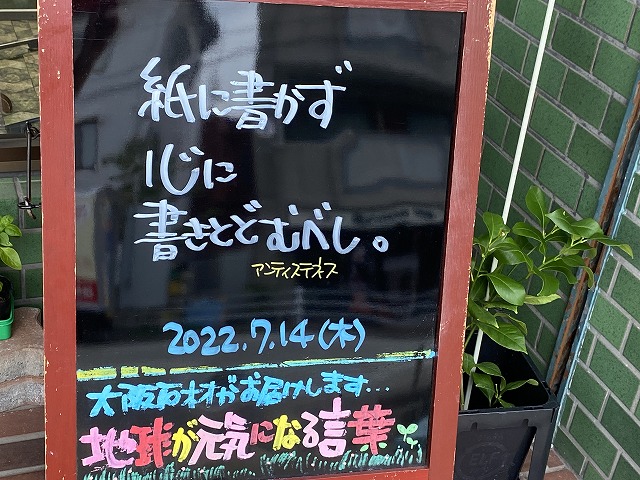 紙に書かず
心に
書きとどむべし。
アンティステネス
2022.7.14(木)
大阪石材がお届けします...
地球が元気になる言葉